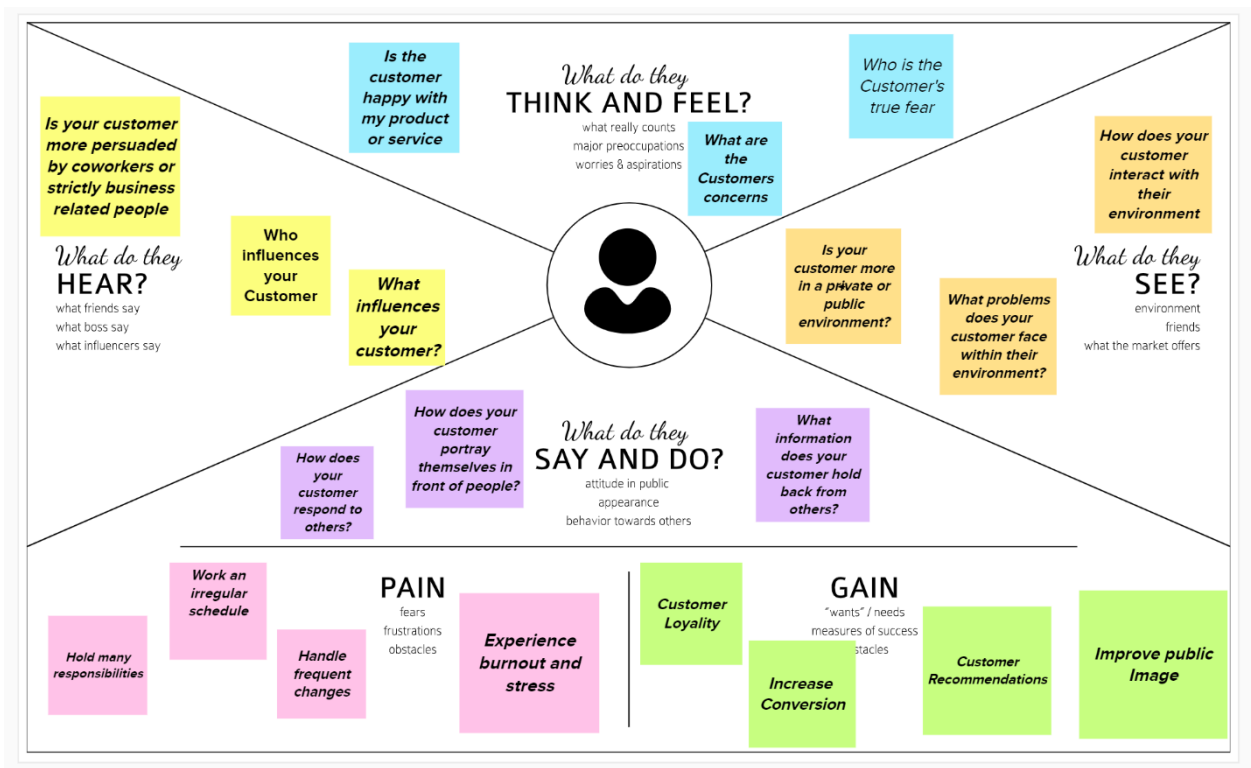 Is the
customer
happy with
my product
or service
What do they
THINK AND FEEL?
what really counts
major preoccupations
worries & aspirations
What are
the
Customers
concerns
Who is the
Customer's
true fear
Is your customer
more persuaded
by coworkers or
strictly business
related people
What do they
HEAR?
what friends say
what boss say
what influencers say
Who
influences
your
Customer
What
influences
your
customer?
How does your
customer
interact with
their
environment
What do they
SEE?
environment
friends
what the market offers
Is your
customer more
in a private or
public
environment?
What problems
does your
customer face
within their
environment?
What do they
SAY AND DO?
attitude in public
appearance
behavior towards others
How does
your
customer
respond to
others?
How does your
customer
portray
themselves in
front of people?
What
information
does your
customer hold
back from
others?
PAIN
fears
frustrations
obstacles
Hold many
responsibilities
Work an
irregular
schedule
Handle
frequent
changes
Experience
burnout and
stress
GAIN
"wants" / needs
measures of success
stacles
Customer
Loyality
Increase
Conversion
Customer
Recommendations
Improve public
Image